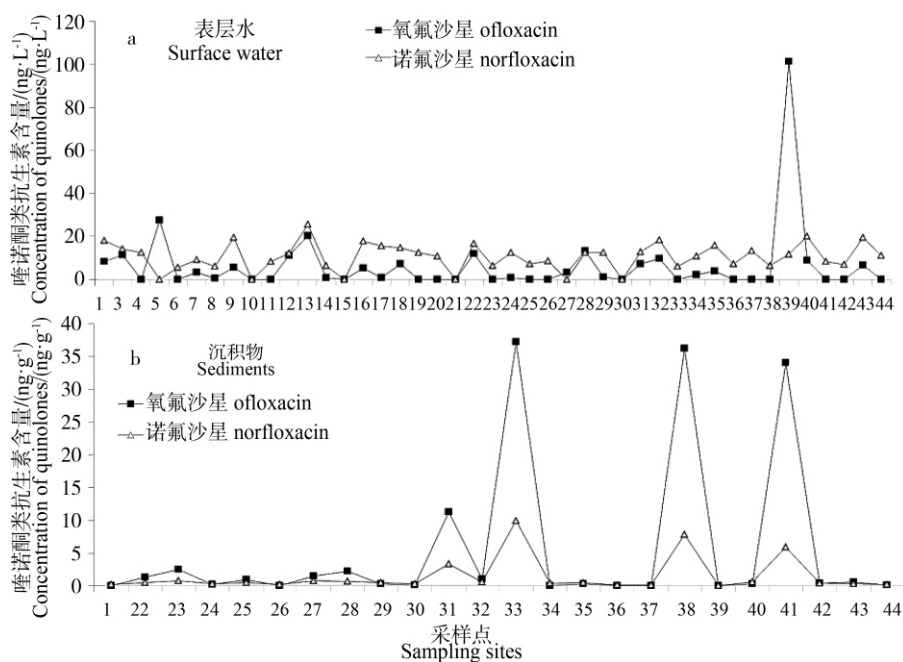 a
表层水
Surface water
氧氟沙星 ofloxacin
诺氟沙星 norfloxacin
喹诺酮类抗生素含量/(ng·L⁻¹)
Concentration of quinolones/(ng·L⁻¹)
120
100
80
60
40
20
0
1 3 4 5 6 7 8 9 10 11 12 13 14 15 16 17 18 19 20 21 22 23 24 25 26 27 28 29 30 31 32 33 34 35 36 37 38 39 40 41 42 43 44
b
沉积物
Sediments
氧氟沙星 ofloxacin
诺氟沙星 norfloxacin
喹诺酮类抗生素含量/(ng·g⁻¹)
Concentration of quinolones/(ng·g⁻¹)
40
35
30
25
20
15
10
5
0
1 22 23 24 25 26 27 28 29 30 31 32 33 34 35 36 37 38 39 40 41 42 43 44
采样点
Sampling sites